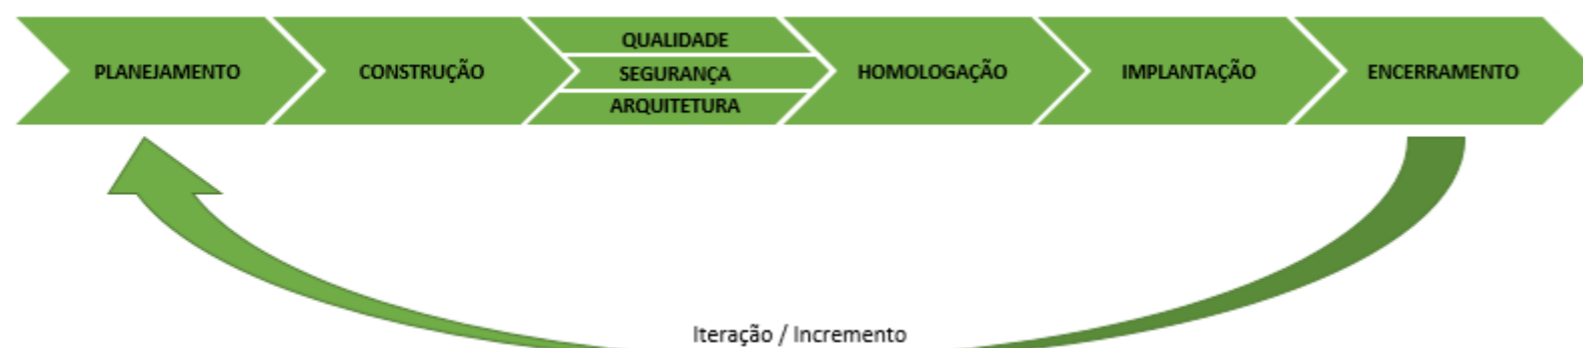 PLANEJAMENTO
CONSTRUÇÃO
QUALIDADE
SEGURANÇA
ARQUITETURA
HOMOLOGAÇÃO
IMPLANTAÇÃO
ENCERRAMENTO
Iteração / Incremento